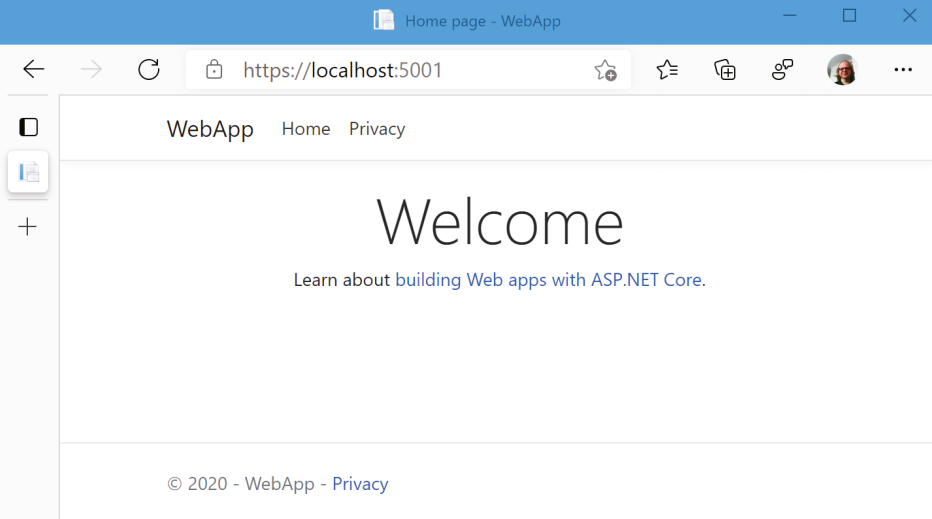 Home page - WebApp
https://localhost:5001
WebApp Home Privacy
Welcome
Learn about building Web apps with ASP.NET Core.
© 2020 - WebApp - Privacy